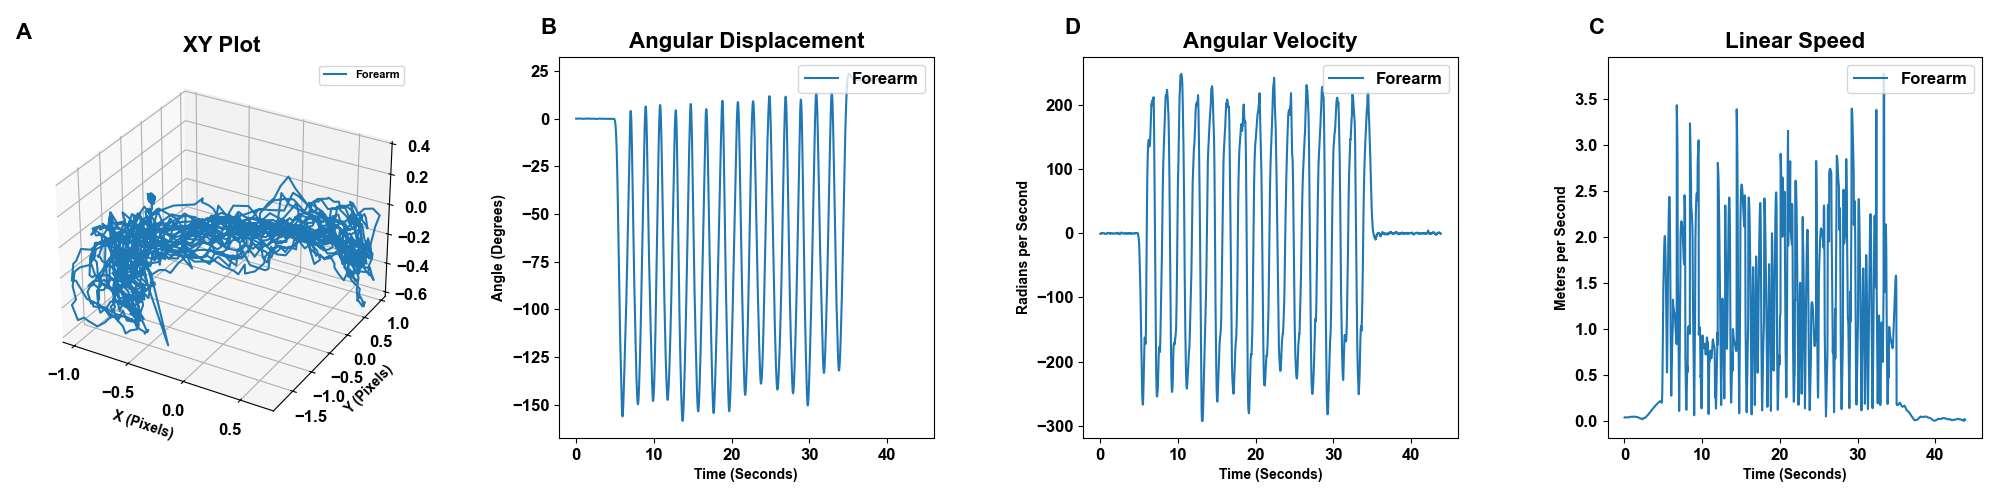 A
XY Plot
Forearm
0.4
0.2
0.0
−0.2
−0.4
−0.6
1.0
0.5
0.0
−0.5
−1.0
−1.5
Y (Pixels)
−1.0
−0.5
0.0
0.5
X (Pixels)
B
Angular Displacement
Forearm
25
0
−25
−50
−75
−100
−125
−150
Angle (Degrees)
0 10 20 30 40
Time (Seconds)
D
Angular Velocity
Forearm
200
100
0
−100
−200
−300
Radians per Second
0 10 20 30 40
Time (Seconds)
C
Linear Speed
Forearm
3.5
3.0
2.5
2.0
1.5
1.0
0.5
0.0
Meters per Second
0 10 20 30 40
Time (Seconds)